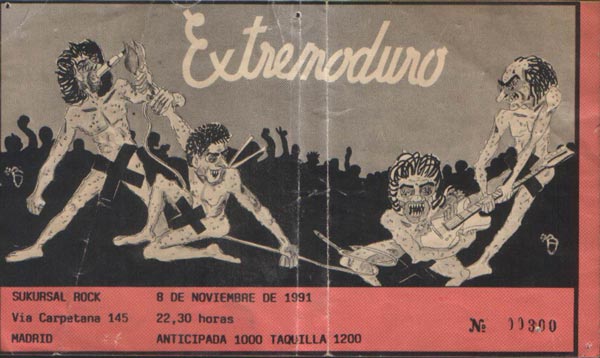 Extremoduro
SUKURSAL ROCK 8 DE NOVIEMBRE DE 1991
Via Carpetana 145 22,30 horas
MADRID ANTICIPADA 1000 TAQUILLA 1200
Nº 00300